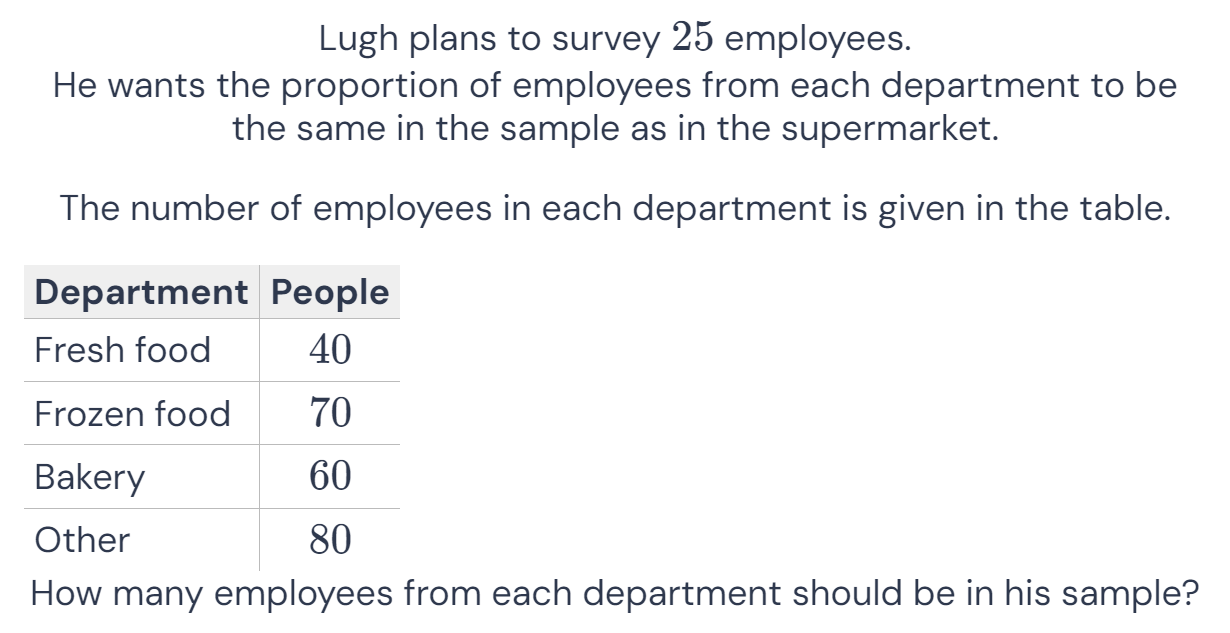 Lugh plans to survey 25 employees.
He wants the proportion of employees from each department to be
the same in the sample as in the supermarket.
The number of employees in each department is given in the table.
Department People
Fresh food 40
Frozen food 70
Bakery 60
Other 80
How many employees from each department should be in his sample?